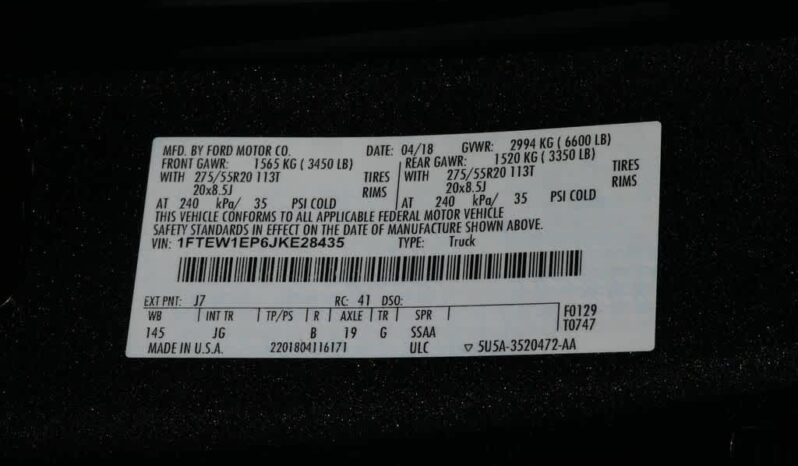 MFD. BY FORD MOTOR CO. DATE: 04/18 GVWR: 2994 KG ( 6600 LB)
FRONT GAWR: 1565 KG ( 3450 LB) REAR GAWR: 1520 KG ( 3350 LB)
WITH 275/55R20 113T TIRES WITH 275/55R20 113T TIRES
20x8.5J RIMS 20x8.5J RIMS
AT 240 kPa/ 35 PSI COLD AT 240 kPa/ 35 PSI COLD
THIS VEHICLE CONFORMS TO ALL APPLICABLE FEDERAL MOTOR VEHICLE
SAFETY STANDARDS IN EFFECT ON THE DATE OF MANUFACTURE SHOWN ABOVE.
VIN: 1FTEW1EP6JKE28435 TYPE: Truck
EXT PNT: J7 RC: 41 DSO: F0129
WB INT TR TP/PS R AXLE TR SPR T0747
145 JG B 19 G SSAA
MADE IN U.S.A. 2201804116171 ULC ▽ 5U5A-3520472-AA